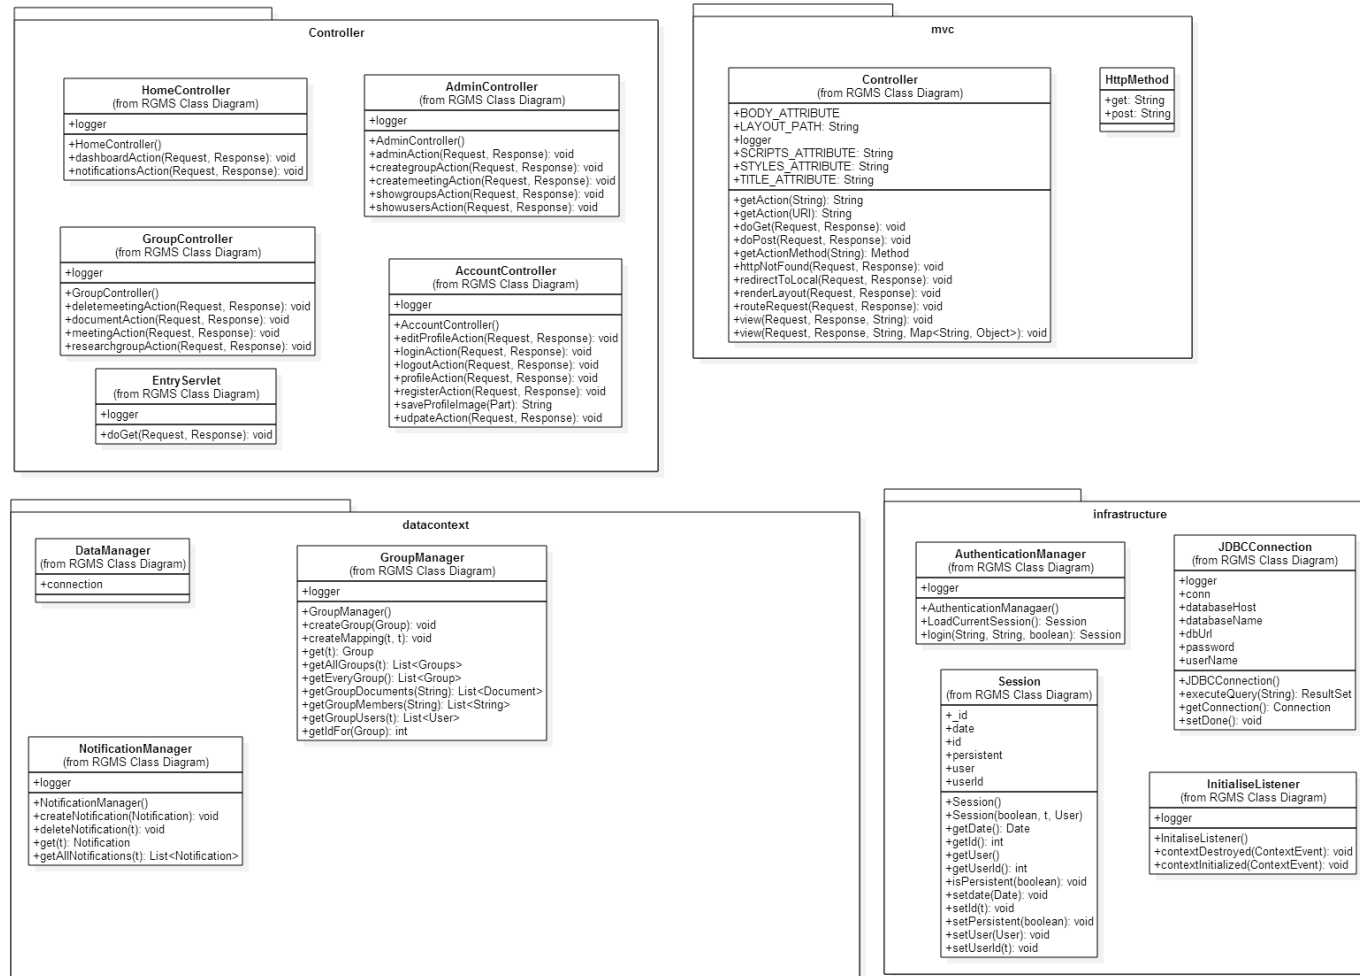 Controller
HomeController
(from RGMS Class Diagram)
+logger
+HomeController()
+dashboardAction(Request, Response): void
+notificationsAction(Request, Response): void
AdminController
(from RGMS Class Diagram)
+logger
+AdminController()
+adminAction(Request, Response): void
+creategroupAction(Request, Response): void
+createmeetingAction(Request, Response): void
+showgroupsAction(Request, Response): void
+showusersAction(Request, Response): void
GroupController
(from RGMS Class Diagram)
+logger
+GroupController()
+deletemeetingAction(Request, Response): void
+documentAction(Request, Response): void
+meetingAction(Request, Response): void
+researchgroupAction(Request, Response): void
AccountController
(from RGMS Class Diagram)
+logger
+AccountController()
+editProfileAction(Request, Response): void
+loginAction(Request, Response): void
+logoutAction(Request, Response): void
+profileAction(Request, Response): void
+registerAction(Request, Response): void
+saveProfileImage(Part): String
+udpateAction(Request, Response): void
EntryServlet
(from RGMS Class Diagram)
+logger
+doGet(Request, Response): void
mvc
Controller
(from RGMS Class Diagram)
+BODY_ATTRIBUTE
+LAYOUT_PATH: String
+logger
+SCRIPTS_ATTRIBUTE: String
+STYLES_ATTRIBUTE: String
+TITLE_ATTRIBUTE: String
+getAction(String): String
+getAction(URI): String
+doGet(Request, Response): void
+doPost(Request, Response): void
+getActionMethod(String): Method
+httpNotFound(Request, Response): void
+redirectToLocal(Request, Response): void
+renderLayout(Request, Response): void
+routeRequest(Request, Response): void
+view(Request, Response, String): void
+view(Request, Response, String, Map<String, Object>): void
HttpMethod
+get: String
+post: String
datacontext
DataManager
(from RGMS Class Diagram)
+connection
GroupManager
(from RGMS Class Diagram)
+logger
+GroupManager()
+createGroup(Group): void
+createMapping(t, t): void
+get(t): Group
+getAllGroups(t): List<Groups>
+getEveryGroup(): List<Group>
+getGroupDocuments(String): List<Document>
+getGroupMembers(String): List<String>
+getGroupUsers(t): List<User>
+getIdFor(Group): int
NotificationManager
(from RGMS Class Diagram)
+logger
+NotificationManager()
+createNotification(Notification): void
+deleteNotification(t): void
+get(t): Notification
+getAllNotifications(t): List<Notification>
infrastructure
AuthenticationManager
(from RGMS Class Diagram)
+logger
+AuthenticationManagaer()
+LoadCurrentSession(): Session
+login(String, String, boolean): Session
JDBCConnection
(from RGMS Class Diagram)
+logger
+conn
+databaseHost
+databaseName
+dbUrl
+password
+userName
+JDBCConnection()
+executeQuery(String): ResultSet
+getConnection(): Connection
+setDone(): void
Session
(from RGMS Class Diagram)
+_id
+date
+id
+persistent
+user
+userId
+Session()
+Session(boolean, t, User)
+getDate(): Date
+getId(): int
+getUser()
+getUserId(): int
+isPersistent(boolean): void
+setdate(Date): void
+setId(t): void
+setPersistent(boolean): void
+setUser(User): void
+setUserId(t): void
InitialiseListener
(from RGMS Class Diagram)
+logger
+InitaliseListener()
+contextDestroyed(ContextEvent): void
+contextInitialized(ContextEvent): void